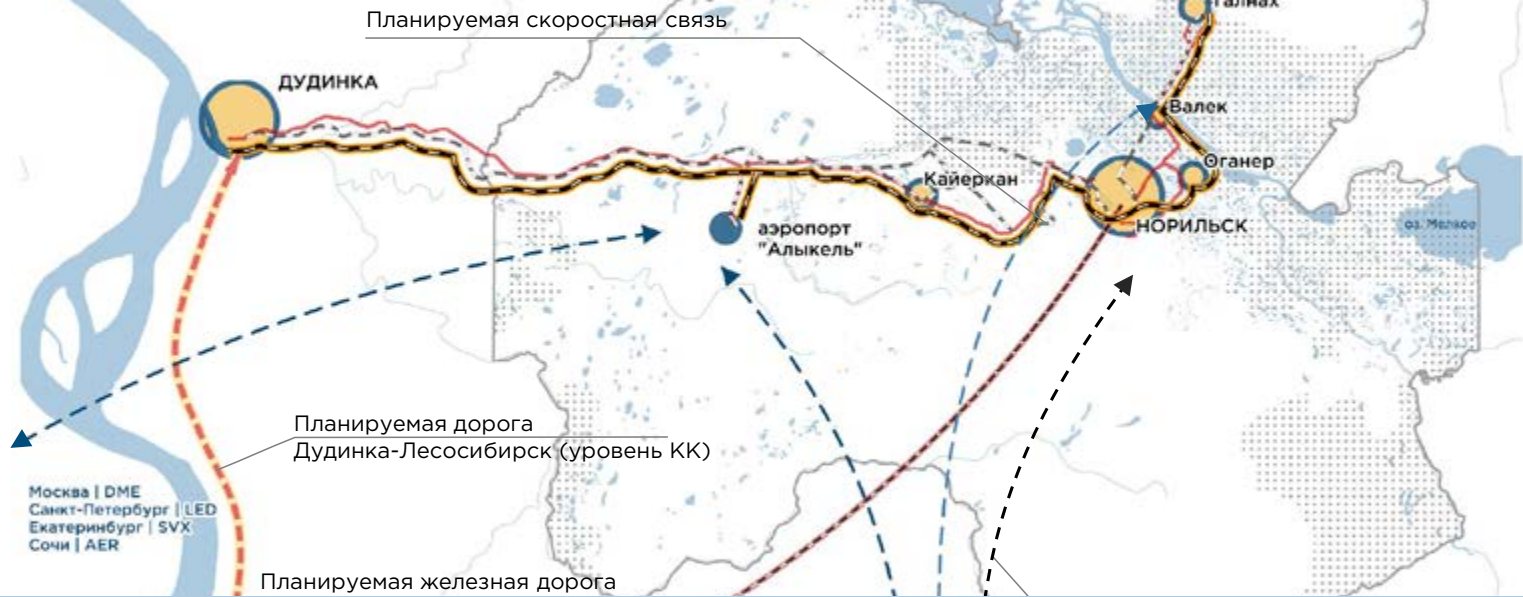 Планируемая скоростная связь
Талнах
ДУДИНКА
Валек
Оганер
Кайеркан
НОРИЛЬСК
аэропорт
"Алыкель"
оз. Мелкое
Планируемая дорога
Дудинка-Лесосибирск (уровень КК)
Москва | DME
Санкт-Петербург | LED
Екатеринбург | SVX
Сочи | AER
Планируемая железная дорога